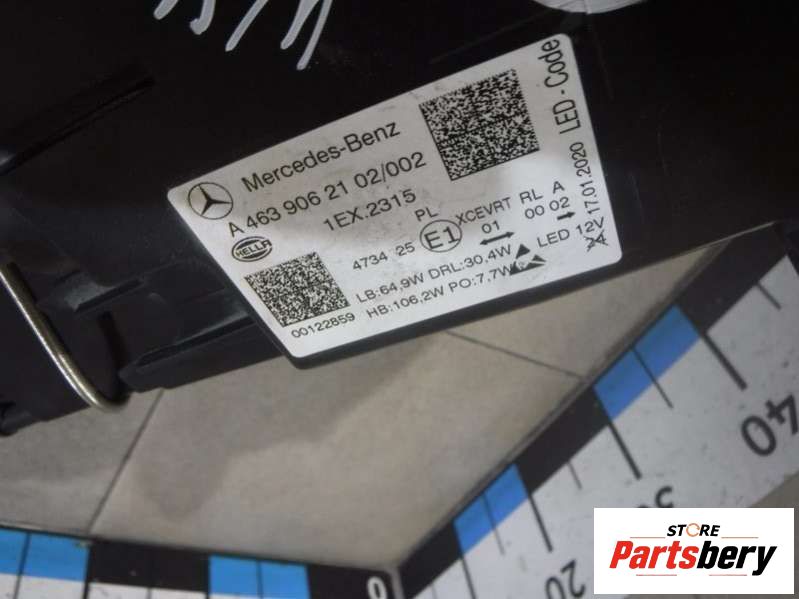 Mercedes-Benz
A 463 906 21 02/002
1EX.2315
HELLA
PL
4734 25
E1
XCEVRT RL A
01 00 02
LB:64,9W DRL:30,4W LED 12V
HB:106,2W PO:7,7W
00122859
17.01.2020
LED - Code
0
20
30
40
STORE
Partsbery